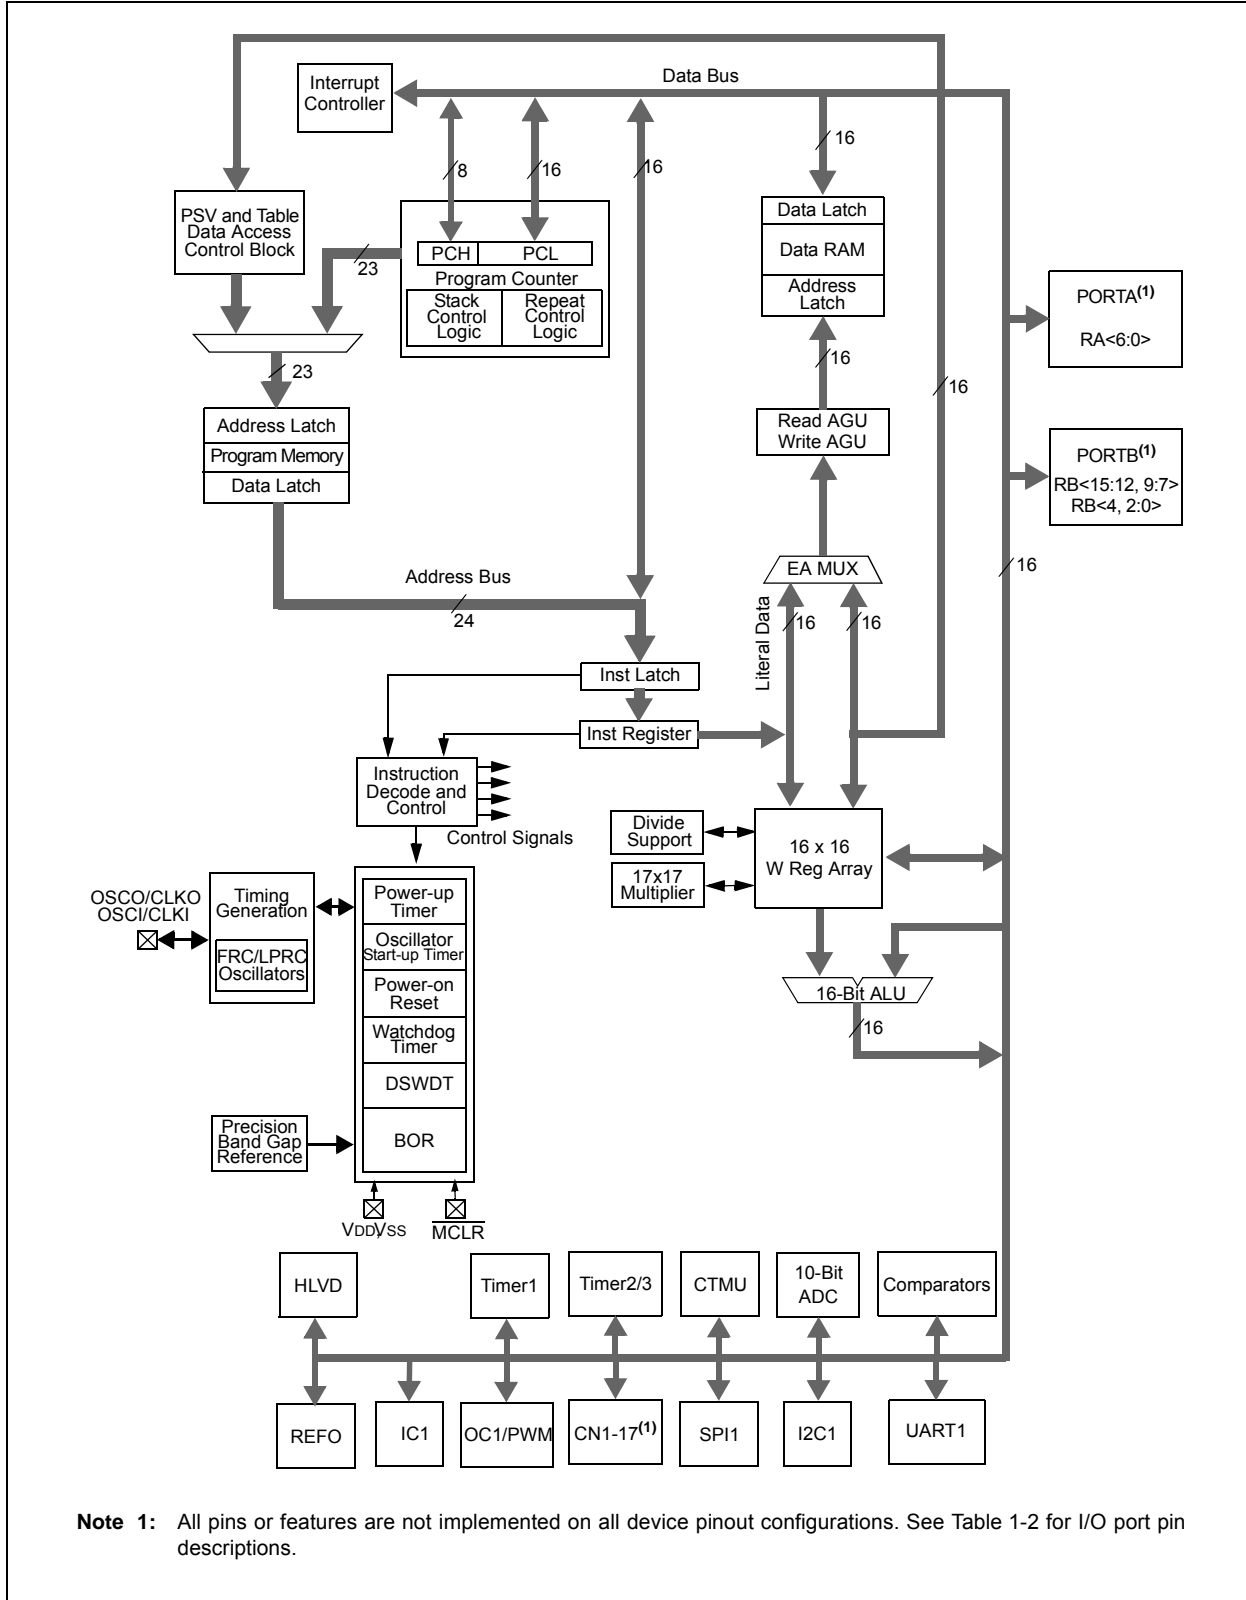 Data Bus
Interrupt
Controller
16
8
16
16
PSV and Table
Data Access
Control Block
Data Latch
Data RAM
Address
Latch
PCH
PCL
23
Program Counter
Stack
Control
Logic
Repeat
Control
Logic
PORTA(1)
RA<6:0>
16
23
16
Address Latch
Program Memory
Data Latch
Read AGU
Write AGU
PORTB(1)
RB<15:12, 9:7>
RB<4, 2:0>
16
EA MUX
Address Bus
24
Literal Data
16
16
Inst Latch
Inst Register
Instruction
Decode and
Control
Control Signals
Divide
Support
16 x 16
W Reg Array
17x17
Multiplier
OSCO/CLKO
OSCI/CLKI
Timing
Generation
FRC/LPRC
Oscillators
Power-up
Timer
Oscillator
Start-up Timer
Power-on
Reset
Watchdog
Timer
DSWDT
BOR
16-Bit ALU
16
Precision
Band Gap
Reference
VDD,VSS
MCLR
HLVD
Timer1
Timer2/3
CTMU
10-Bit
ADC
Comparators
REFO
IC1
OC1/PWM
CN1-17(1)
SPI1
I2C1
UART1
Note 1: All pins or features are not implemented on all device pinout configurations. See Table 1-2 for I/O port pin
descriptions.